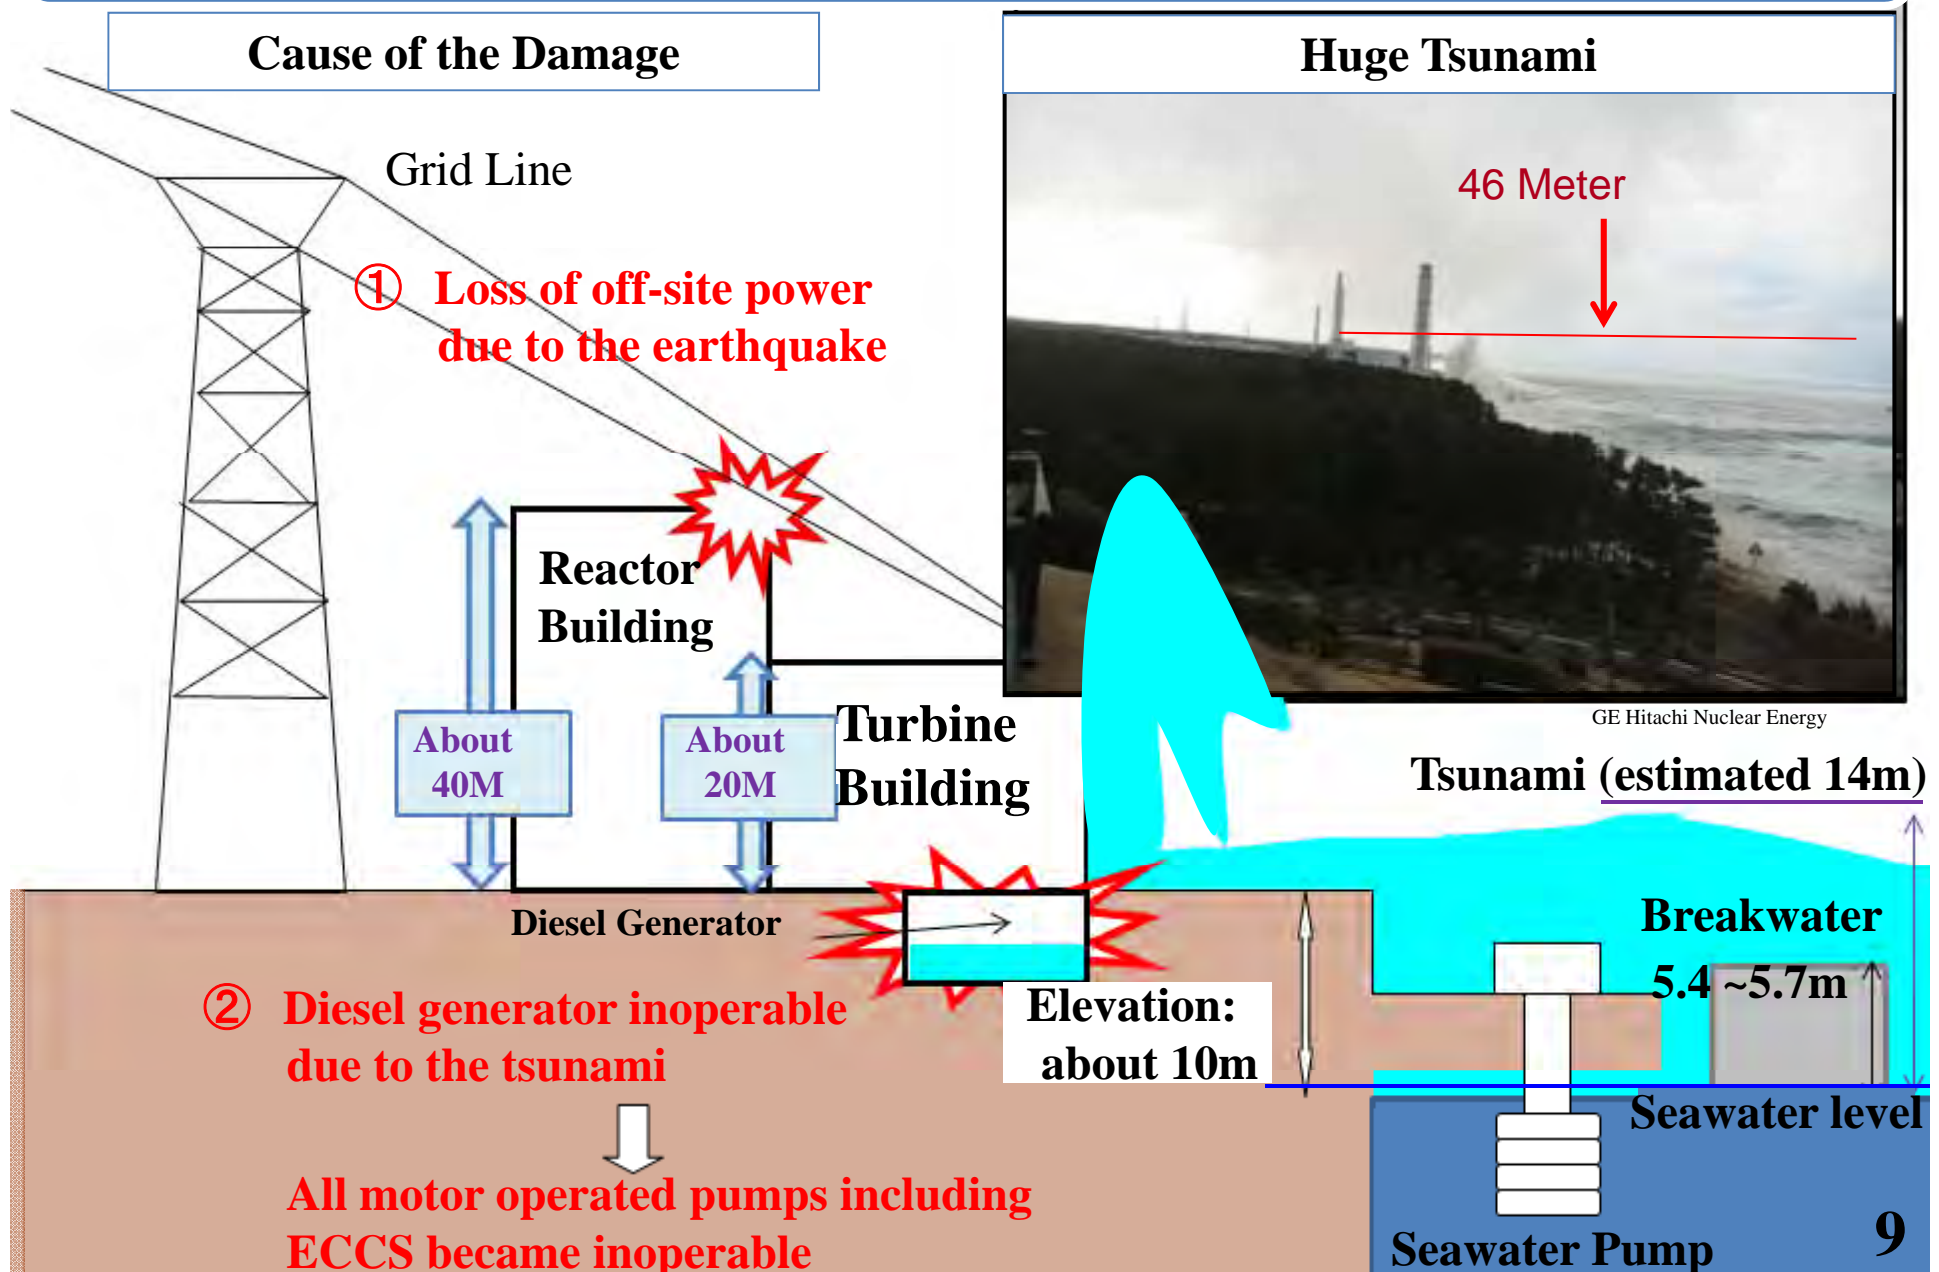 Cause of the Damage
Huge Tsunami
Grid Line
46 Meter
① Loss of off-site power
due to the earthquake
Reactor
Building
About
40M
About
20M
Turbine
Building
GE Hitachi Nuclear Energy
Tsunami (estimated 14m)
Diesel Generator
Breakwater
5.4 ~5.7m
② Diesel generator inoperable
due to the tsunami
Elevation:
about 10m
Seawater level
All motor operated pumps including
ECCS became inoperable
Seawater Pump
9